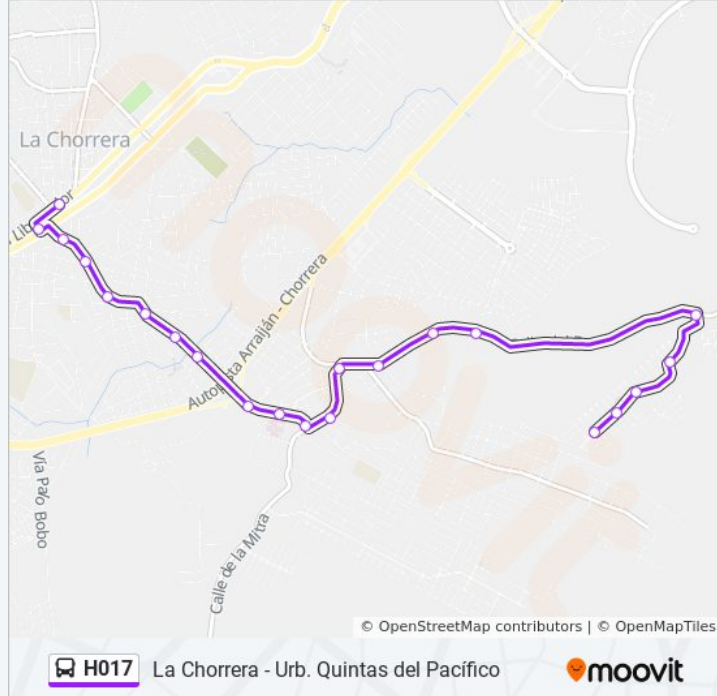 La Chorrera
Autopista Arraiján - Chorrera
Vía Palo Bobo
Calle de la Mitra
© OpenStreetMap contributors | © OpenMapTiles
H017
La Chorrera - Urb. Quintas del Pacífico
moovit